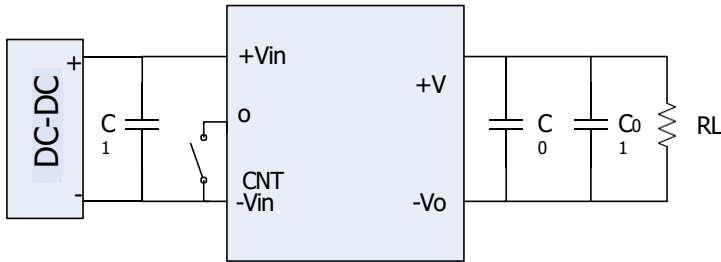 DC-DC
+
-
C
1
+Vin
o
CNT
-Vin
+V
-Vo
C
0
C0
1
RL